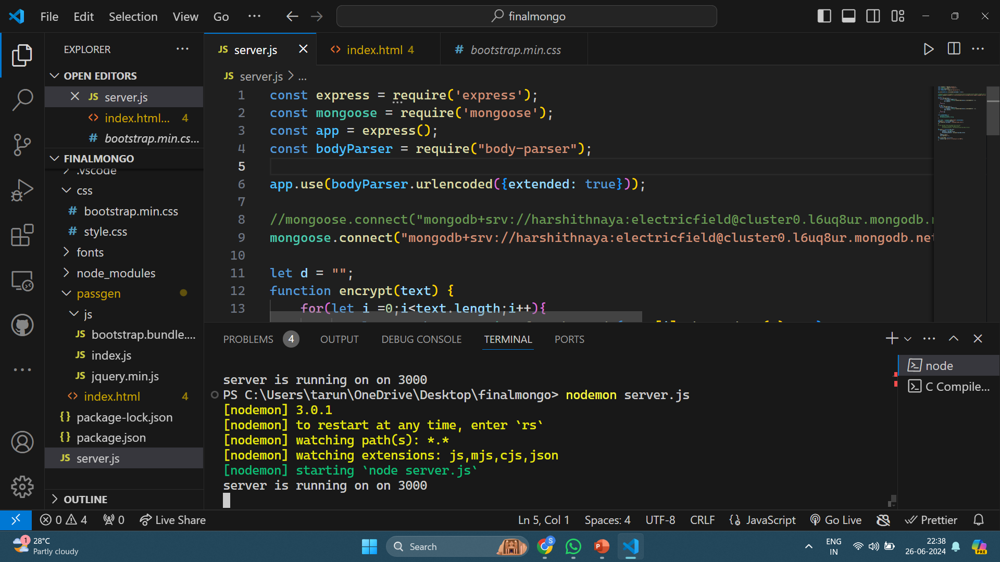 File Edit Selection View Go ··· finalmongo
EXPLORER
OPEN EDITORS
JS server.js
<> index.html... 4
# bootstrap.min.cs...
FINALMONGO
.vscode
css
# bootstrap.min.css
# style.css
fonts
node_modules
passgen
js
JS bootstrap.bundle....
JS index.js
JS jquery.min.js
<> index.html 4
{} package-lock.json
{} package.json
JS server.js
OUTLINE
JS server.js
<> index.html 4
# bootstrap.min.css
JS server.js > ...
1 const express = require('express');
2 const mongoose = require('mongoose');
3 const app = express();
4 const bodyParser = require("body-parser");
5
6 app.use(bodyParser.urlencoded({extended: true}));
7
8 //mongoose.connect("mongodb+srv://harshithnaya:electricfield@cluster0.l6uq8ur.mongodb.
9 mongoose.connect("mongodb+srv://harshithnaya:electricfield@cluster0.l6uq8ur.mongodb.net
10
11 let d = "";
12 function encrypt(text) {
13 for(let i =0;i<text.length;i++){
PROBLEMS 4 OUTPUT DEBUG CONSOLE TERMINAL PORTS
server is running on on 3000
PS C:\Users\tarun\OneDrive\Desktop\finalmongo> nodemon server.js
[nodemon] 3.0.1
[nodemon] to restart at any time, enter `rs`
[nodemon] watching path(s): *.*
[nodemon] watching extensions: js,mjs,cjs,json
[nodemon] starting `node server.js`
server is running on on 3000
node
C Compile...
0 4 0 Live Share Ln 5, Col 1 Spaces: 4 UTF-8 CRLF {} JavaScript Go Live Prettier
1 28°C
Partly cloudy
Search
S
P
ENG
IN
22:38
26-06-2024
PRE